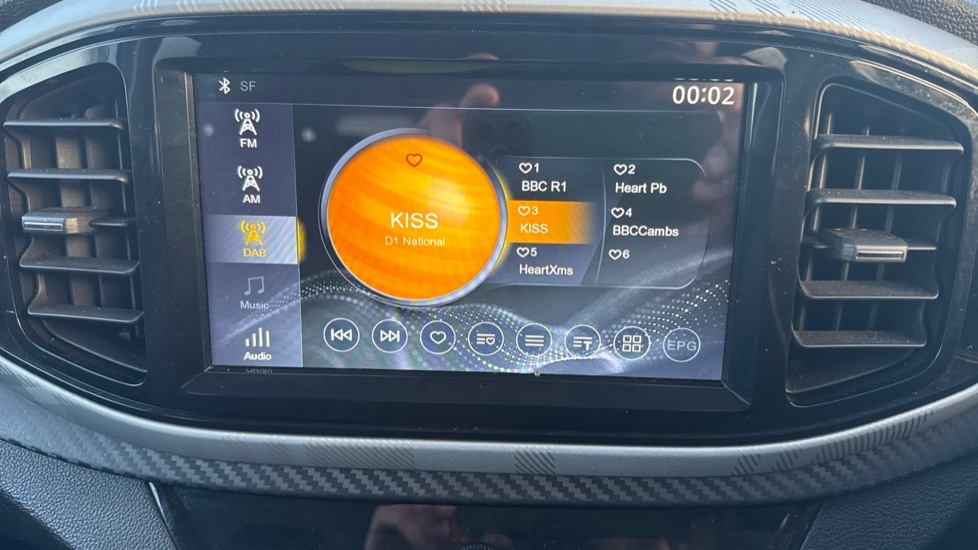 SF
00:02
FM
AM
DAB
Music
Audio
KISS
D1 National
1
BBC R1
2
Heart Pb
3
KISS
4
BBCCambs
5
HeartXms
6
EPG